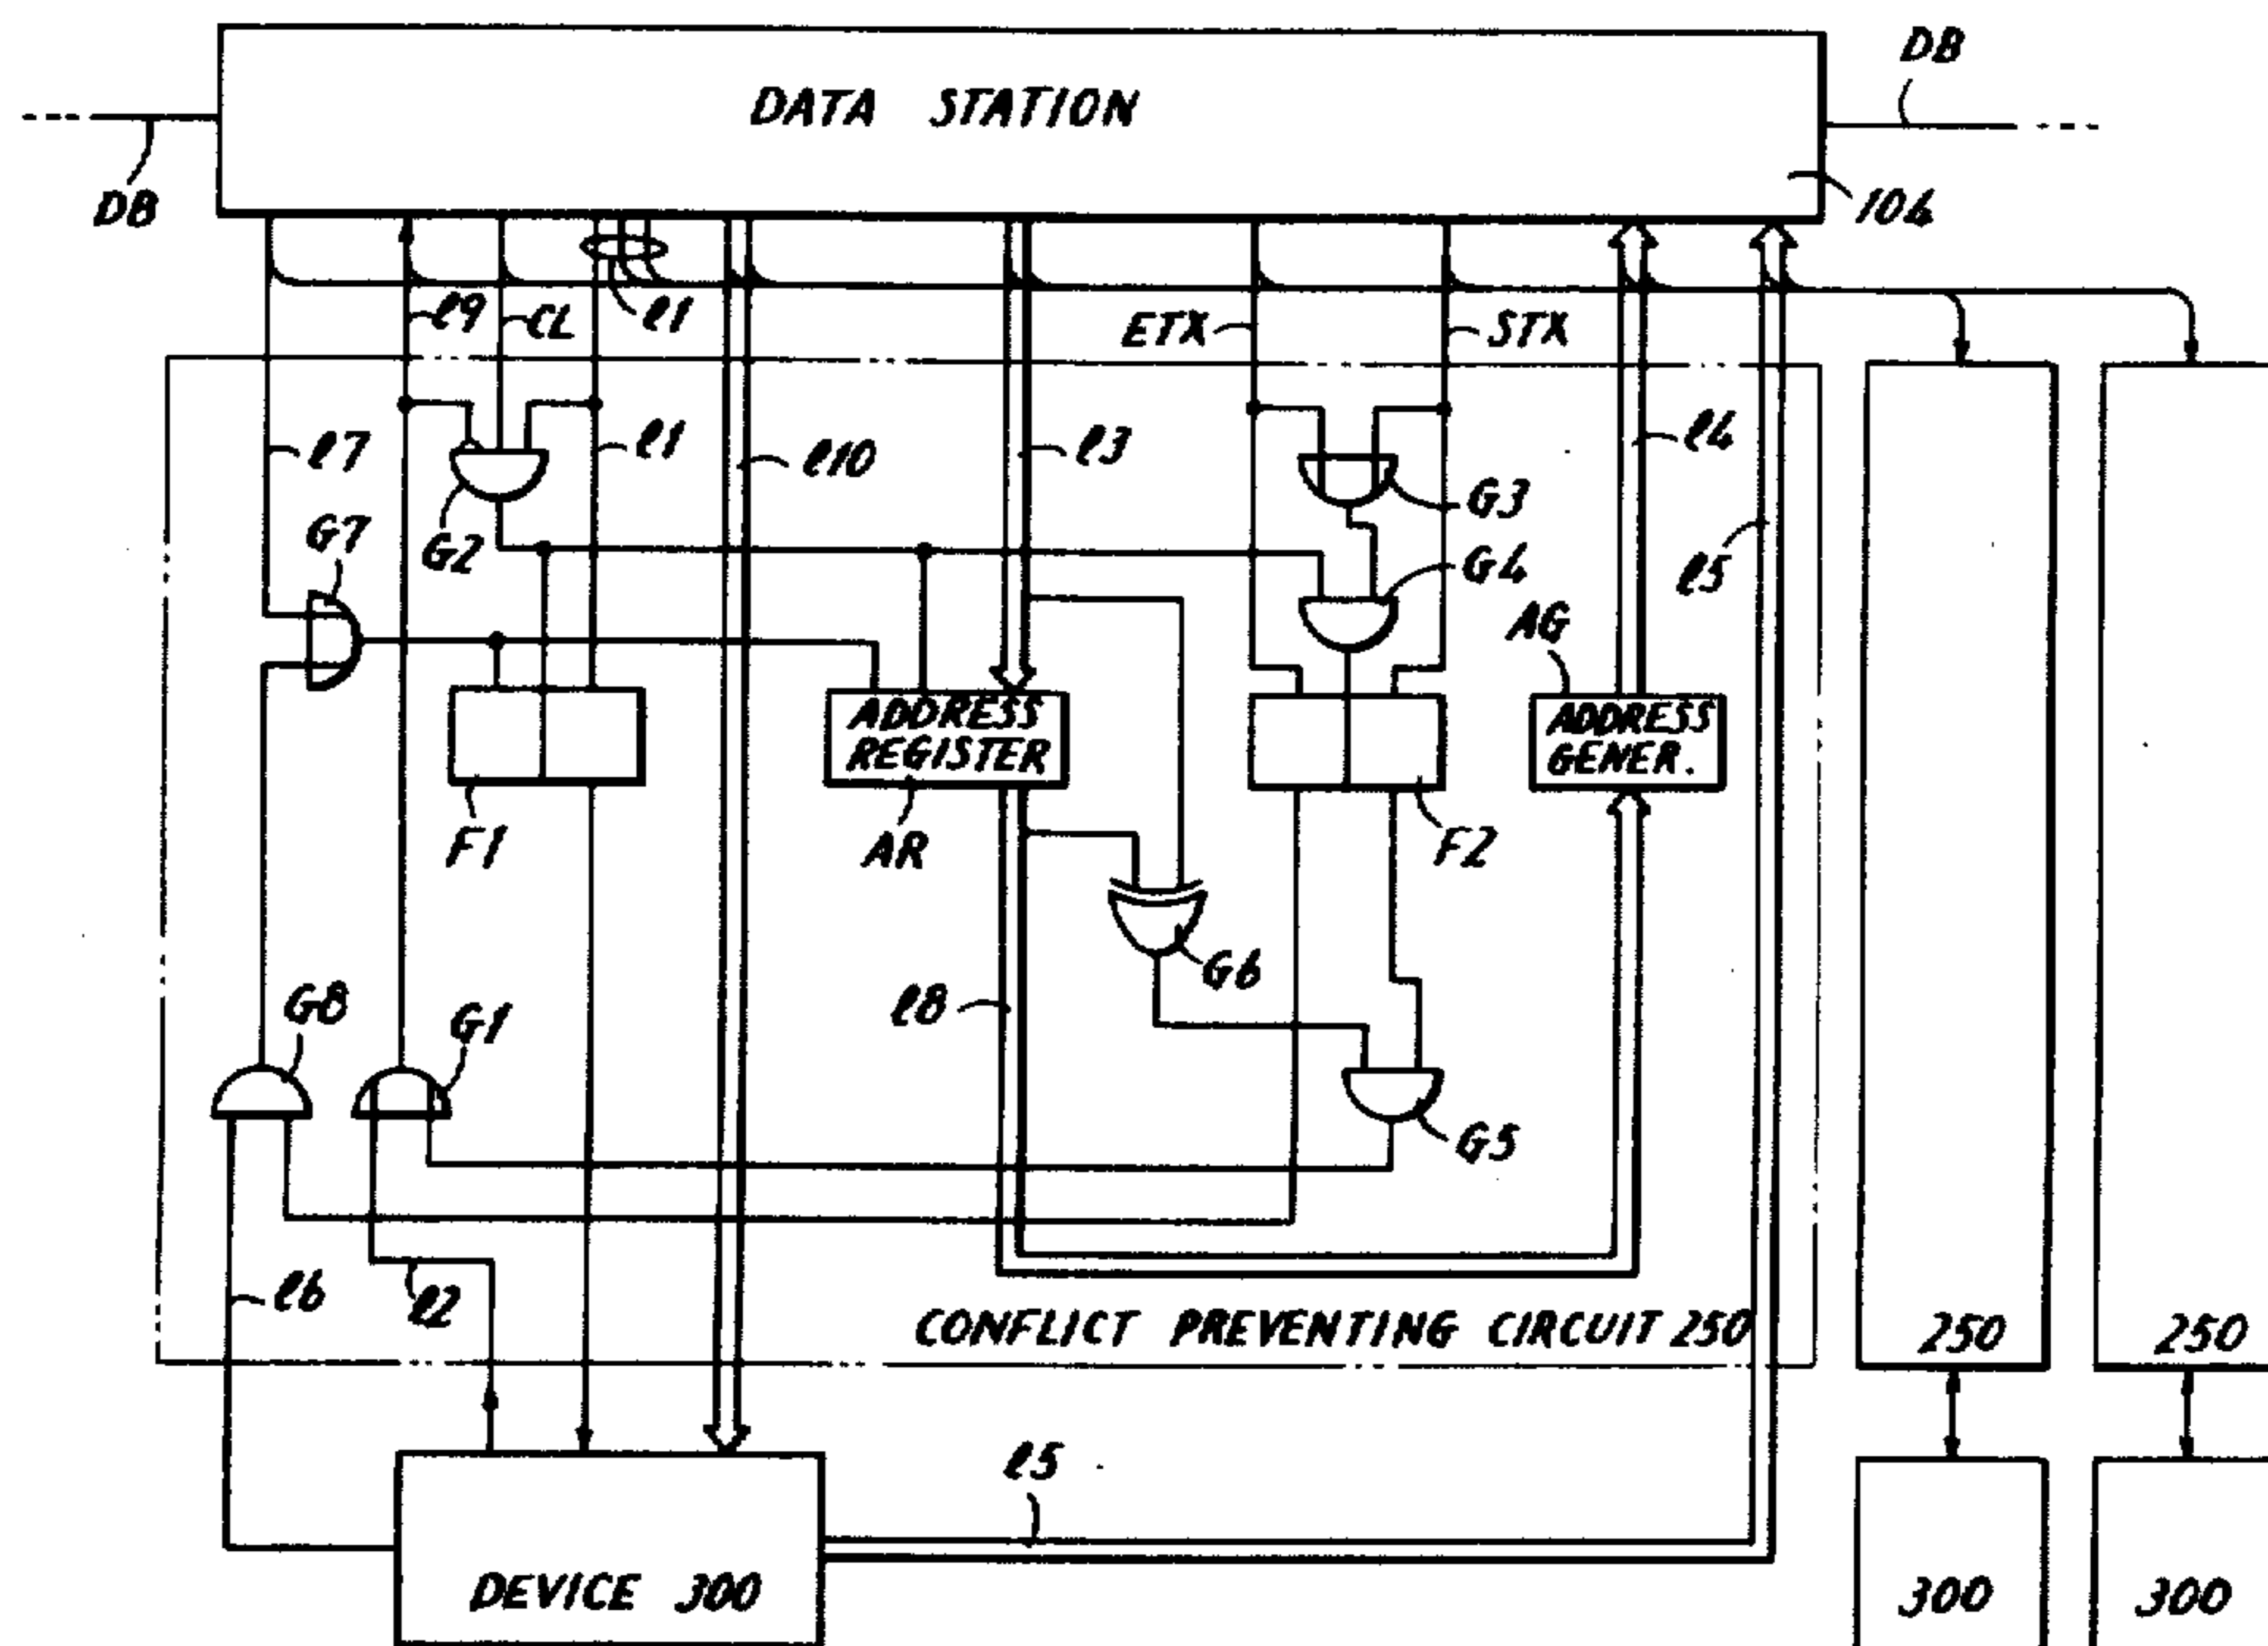 DB
DATA STATION
DB
104
l9
CL
l1
ETX
STX
l7
l1
l10
l3
l4
G3
G7
G2
G4
l5
AG
ADDRESS REGISTER
ADDRESS GENER.
F1
AR
F2
G6
l8
G8
G1
G5
l6
l2
CONFLICT PREVENTING CIRCUIT 250
250
250
l5
DEVICE 300
300
300